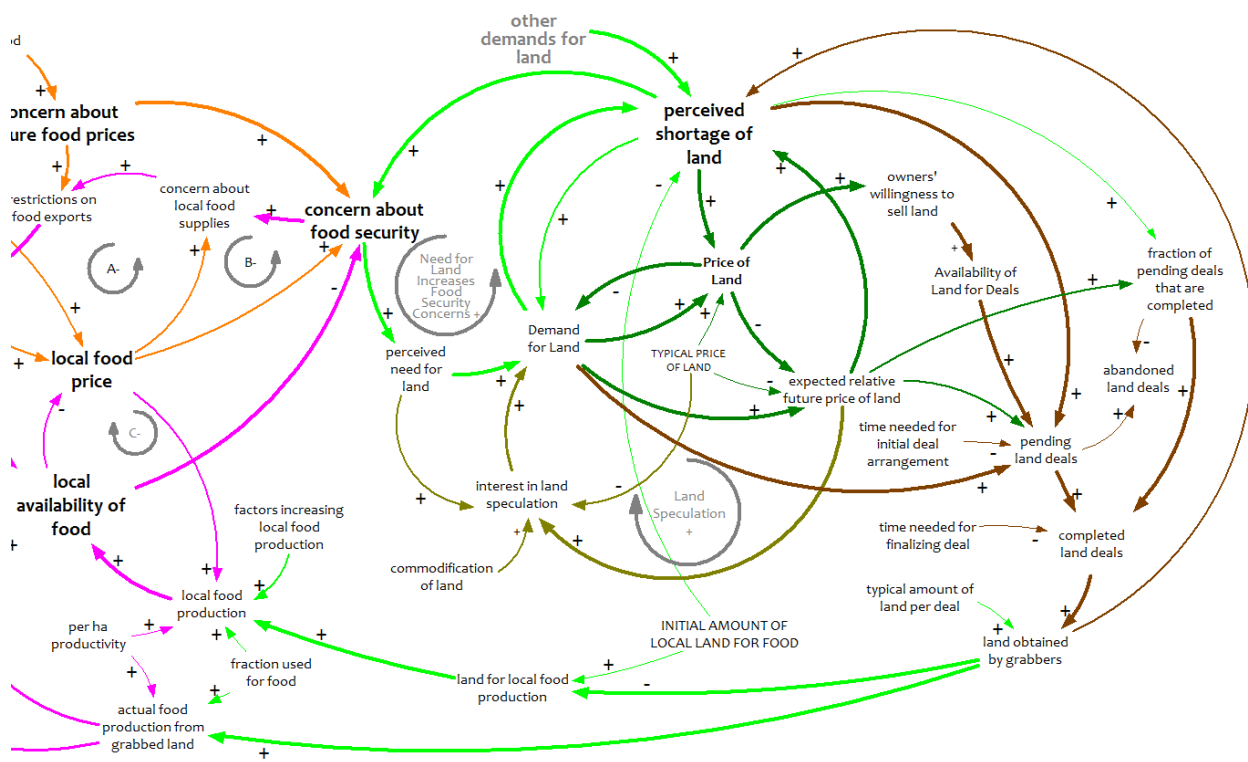 other
demands for
land
od
oncern about
ure food prices
restrictions on
food exports
concern about
local food
supplies
concern about
food security
A-
B-
Need for
Land
Increases
Food
Security
Concerns +
perceived
shortage of
land
owners'
willingness to
sell land
Price of
Land
Availability of
Land for Deals
fraction of
pending deals
that are
completed
Demand
for Land
perceived
need for
land
TYPICAL PRICE
OF LAND
expected relative
future price of land
abandoned
land deals
local food
price
C-
time needed for
initial deal
arrangement
pending
land deals
local
availability of
food
interest in land
speculation
Land
Speculation
+
factors increasing
local food
production
commodification
of land
time needed for
finalizing deal
completed
land deals
local food
production
typical amount of
land per deal
per ha
productivity
INITIAL AMOUNT OF
LOCAL LAND FOR FOOD
land obtained
by grabbers
fraction used
for food
land for local food
production
actual food
production from
grabbed land